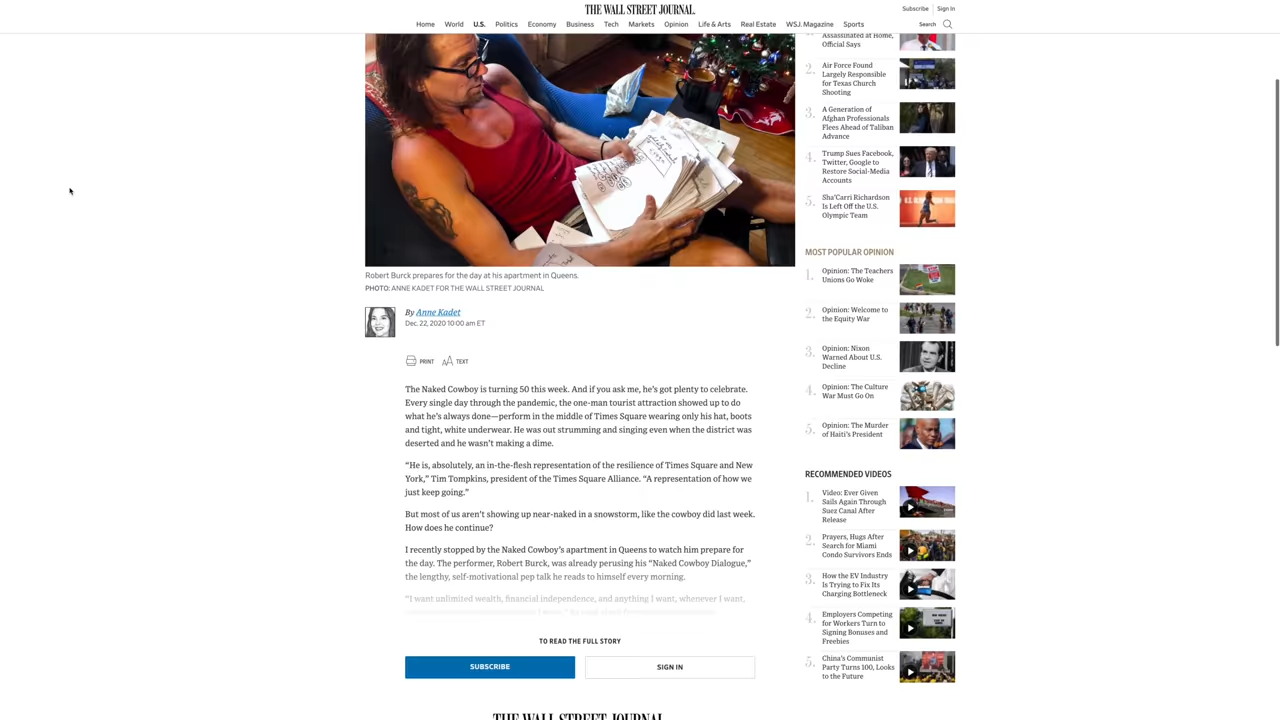 THE WALL STREET JOURNAL.
Subscribe
Sign In
Home
World
U.S.
Politics
Economy
Business
Tech
Markets
Opinion
Life & Arts
Real Estate
WSJ. Magazine
Sports
Search
Robert Burck prepares for the day at his apartment in Queens.
PHOTO: ANNE KADET FOR THE WALL STREET JOURNAL
By Anne Kadet
Dec. 22, 2020 10:00 am ET
PRINT
TEXT
The Naked Cowboy is turning 50 this week. And if you ask me, he's got plenty to celebrate.
Every single day through the pandemic, the one-man tourist attraction showed up to do
what he's always done—perform in the middle of Times Square wearing only his hat, boots
and tight, white underwear. He was out strumming and singing even when the district was
deserted and he wasn't making a dime.
“He is, absolutely, an in-the-flesh representation of the resilience of Times Square and New
York,” Tim Tompkins, president of the Times Square Alliance. “A representation of how we
just keep going.”
But most of us aren't showing up near-naked in a snowstorm, like the cowboy did last week.
How does he continue?
I recently stopped by the Naked Cowboy's apartment in Queens to watch him prepare for
the day. The performer, Robert Burck, was already perusing his “Naked Cowboy Dialogue,”
the lengthy, self-motivational pep talk he reads to himself every morning.
“I want unlimited wealth, financial independence, and anything I want, whenever I want,
TO READ THE FULL STORY
SUBSCRIBE
SIGN IN
THE WALL STREET JOURNAL
Assassinated at Home,
Official Says
2.
Air Force Found
Largely Responsible
for Texas Church
Shooting
3.
A Generation of
Afghan Professionals
Flees Ahead of Taliban
Advance
4.
Trump Sues Facebook,
Twitter, Google to
Restore Social-Media
Accounts
5.
Sha'Carri Richardson
Is Left Off the U.S.
Olympic Team
MOST POPULAR OPINION
1.
Opinion: The Teachers
Unions Go Woke
2.
Opinion: Welcome to
the Equity War
3.
Opinion: Nixon
Warned About U.S.
Decline
4.
Opinion: The Culture
War Must Go On
5.
Opinion: The Murder
of Haiti's President
RECOMMENDED VIDEOS
1.
Video: Ever Given
Sails Again Through
Suez Canal After
Release
2.
Prayers, Hugs After
Search for Miami
Condo Survivors Ends
3.
How the EV Industry
Is Trying to Fix Its
Charging Bottleneck
4.
Employers Competing
for Workers Turn to
Signing Bonuses and
Freebies
5.
China's Communist
Party Turns 100, Looks
to the Future